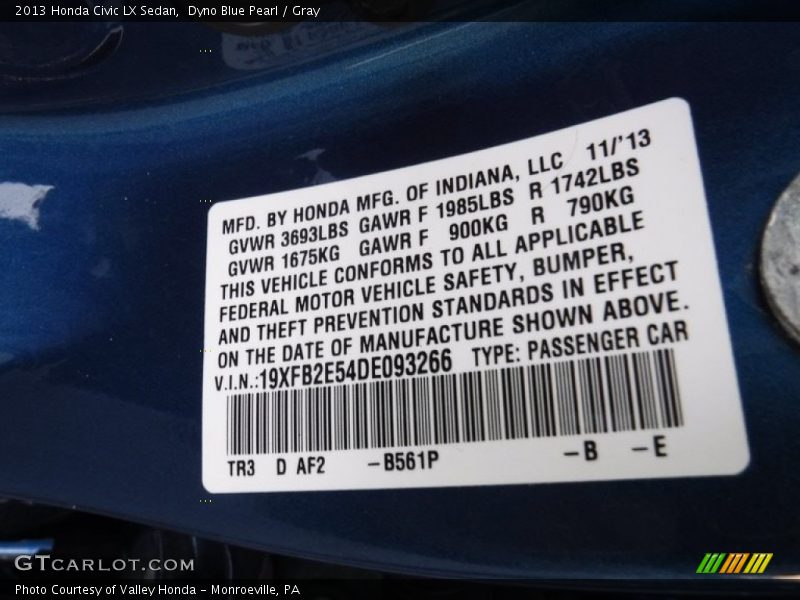 2013 Honda Civic LX Sedan,  Dyno Blue Pearl / Gray
MFD. BY HONDA MFG. OF INDIANA, LLC 11/'13
GVWR 3693LBS GAWR F 1985LBS R 1742LBS
GVWR 1675KG GAWR F 900KG R 790KG
THIS VEHICLE CONFORMS TO ALL APPLICABLE
FEDERAL MOTOR VEHICLE SAFETY, BUMPER,
AND THEFT PREVENTION STANDARDS IN EFFECT
ON THE DATE OF MANUFACTURE SHOWN ABOVE.
V.I.N.:19XFB2E54DE093266 TYPE: PASSENGER CAR
TR3 D AF2 –B561P –B –E
GTCARLOT.COM
Photo Courtesy of Valley Honda – Monroeville, PA